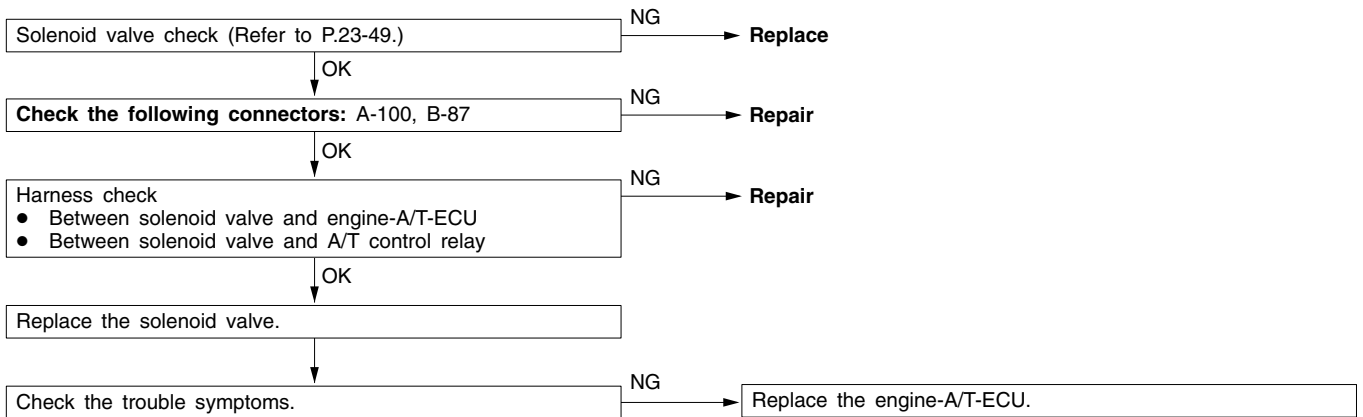 Solenoid valve check (Refer to P.23-49.)
NG
Replace
OK
Check the following connectors: A-100, B-87
NG
Repair
OK
Harness check
● Between solenoid valve and engine-A/T-ECU
● Between solenoid valve and A/T control relay
NG
Repair
OK
Replace the solenoid valve.
Check the trouble symptoms.
NG
Replace the engine-A/T-ECU.